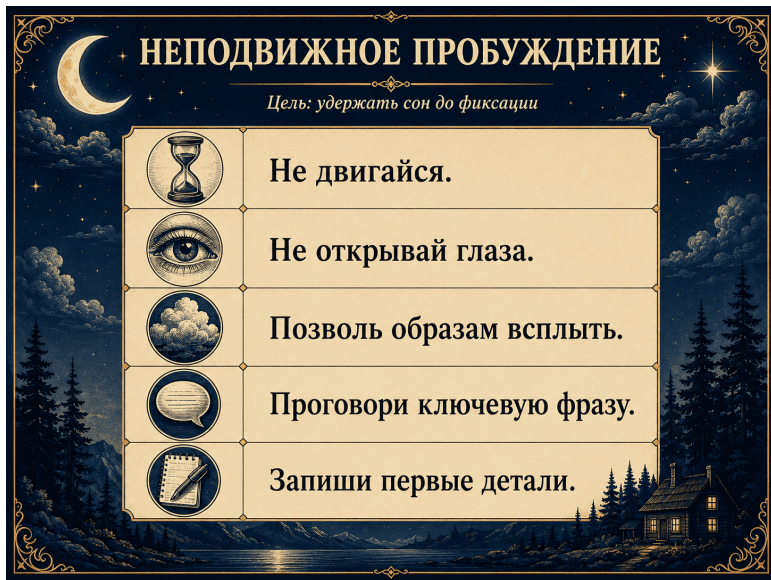 НЕПОДВИЖНОЕ ПРОБУЖДЕНИЕ
Цель: удержать сон до фиксации
Не двигайся.
Не открывай глаза.
Позволь образам всплыть.
Проговори ключевую фразу.
Запиши первые детали.